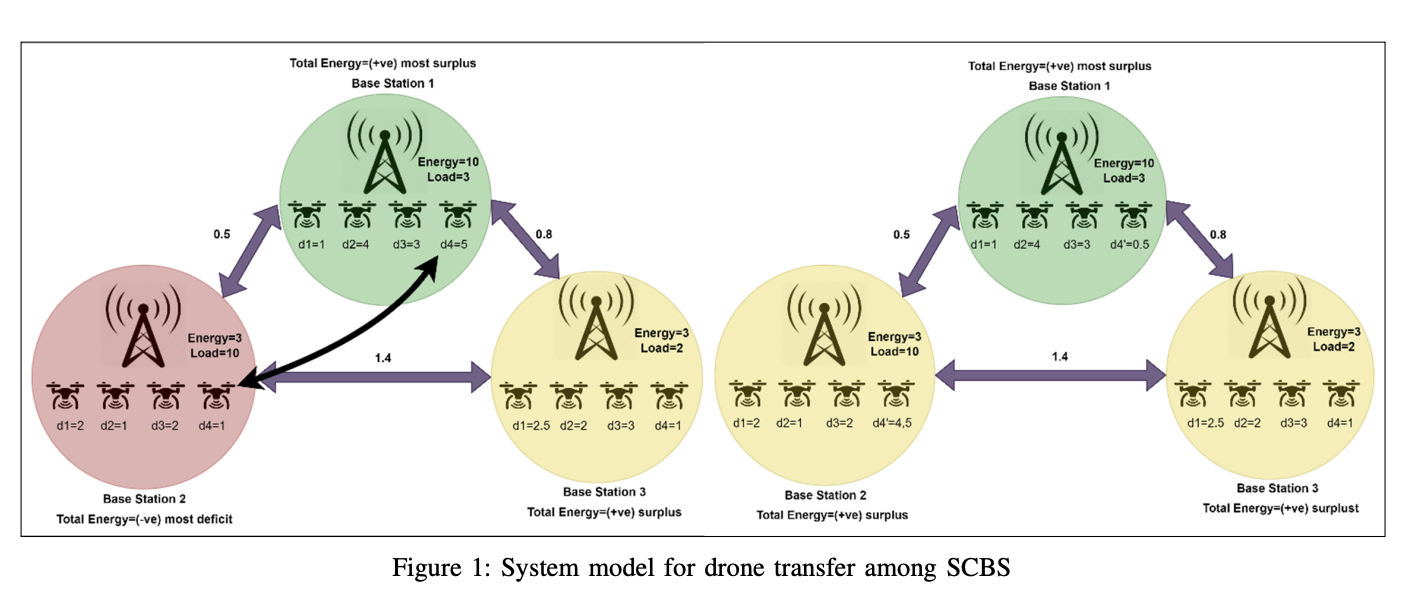 Total Energy=(+ve) most surplus
Base Station 1
Energy=10
Load=3
d1=1 d2=4 d3=3 d4=5
0.5
0.8
Energy=3
Load=10
d1=2 d2=1 d3=2 d4=1
1.4
Energy=3
Load=2
d1=2.5 d2=2 d3=3 d4=1
Base Station 2
Total Energy=(-ve) most deficit
Base Station 3
Total Energy=(+ve) surplus
Total Energy=(+ve) most surplus
Base Station 1
Energy=10
Load=3
d1=1 d2=4 d3=3 d4'=0.5
0.5
0.8
Energy=3
Load=10
d1=2 d2=1 d3=2 d4'=4,5
1.4
Energy=3
Load=2
d1=2.5 d2=2 d3=3 d4=1
Base Station 2
Total Energy=(+ve) surplus
Base Station 3
Total Energy=(+ve) surplust
Figure 1: System model for drone transfer among SCBS